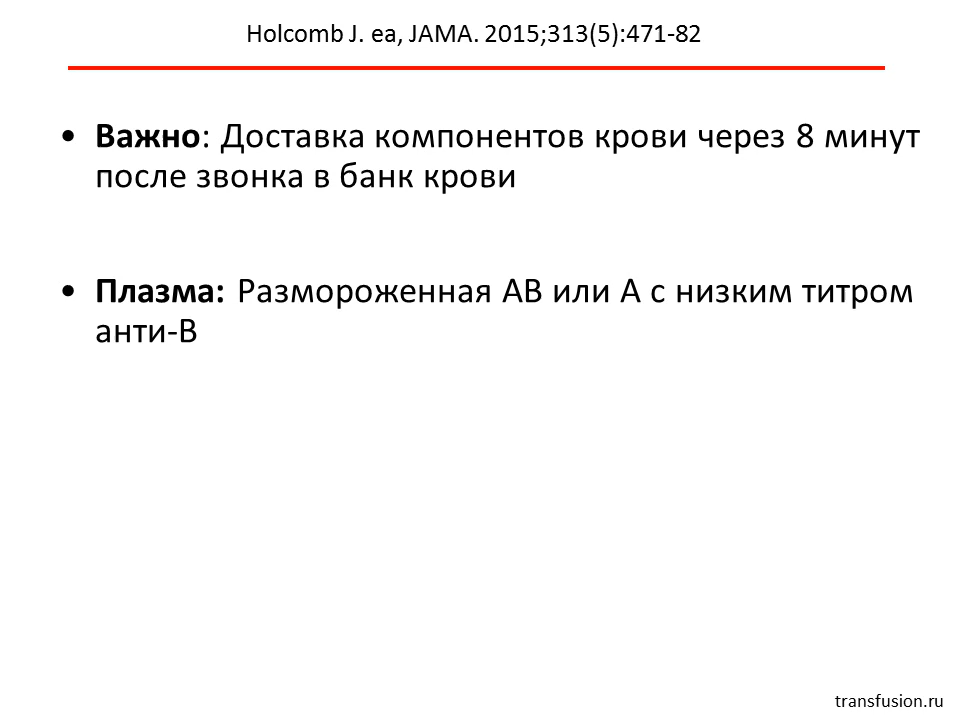 Holcomb J. ea, JAMA. 2015;313(5):471-82
• Важно: Доставка компонентов крови через 8 минут
после звонка в банк крови
• Плазма: Размороженная АВ или А с низким титром
анти-В
transfusion.ru